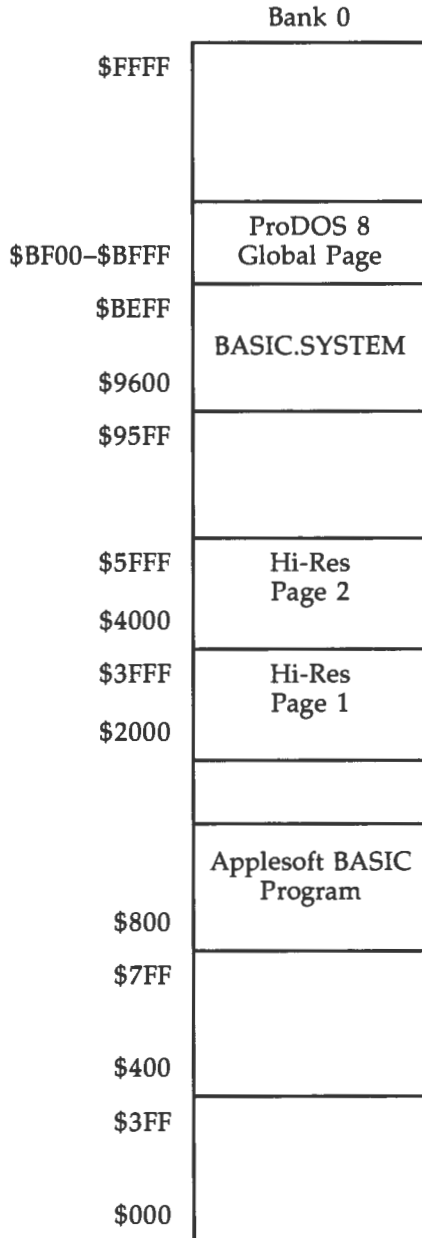 Bank 0
$FFFF
ProDOS 8
$BF00–$BFFF Global Page
$BEFF
BASIC.SYSTEM
$9600
$95FF
$5FFF Hi-Res
Page 2
$4000
$3FFF Hi-Res
Page 1
$2000
Applesoft BASIC
Program
$800
$7FF
$400
$3FF
$000